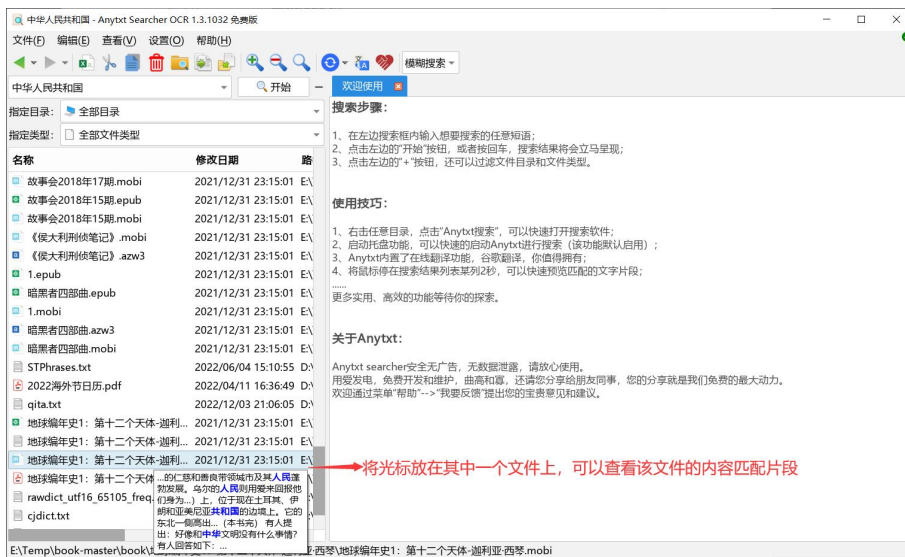 中华人民共和国 - Anytxt Searcher OCR 1.3.1032 免费版
文件(F) 编辑(E) 查看(V) 设置(O) 帮助(H)
模糊搜索
中华人民共和国 开始
指定目录： 全部目录
指定类型： 全部文件类型
名称 修改日期 路
故事会2018年17期.mobi 2021/12/31 23:15:01 E:\
故事会2018年15期.epub 2021/12/31 23:15:01 E:\
故事会2018年15期.mobi 2021/12/31 23:15:01 E:\
《侯大利刑侦笔记》.mobi 2021/12/31 23:15:01 E:\
《侯大利刑侦笔记》.azw3 2021/12/31 23:15:01 E:\
1.epub 2021/12/31 23:15:01 E:\
暗黑者四部曲.epub 2021/12/31 23:15:01 E:\
1.mobi 2021/12/31 23:15:01 E:\
暗黑者四部曲.azw3 2021/12/31 23:15:01 E:\
暗黑者四部曲.mobi 2021/12/31 23:15:01 E:\
STPhrases.txt 2022/06/04 15:10:55 D:\
2022海外节日历.pdf 2022/04/11 16:36:49 D:\
qita.txt 2022/12/03 21:06:05 D:\
地球编年史1：第十二个天体-迦利... 2021/12/31 23:15:01 E:\
地球编年史1：第十二个天体-迦利... 2021/12/31 23:15:01 E:\
地球编年史1：第十二个天体-迦利... 2021/12/31 23:15:01 E:\
地球编年史1：第十二个天体
rawdict_utf16_65105_freq.
cjdict.txt
...的仁慈和善良带领城市及其人民蓬
勃发展。乌尔的人民则用爱来回报他
们身为...）上，位于现在土耳其、伊
朗和亚美尼亚共和国的边境上。它的
东北一侧高出...（本书完） 有人提
出：好像和中华文明没有什么事情？
有人回答如下：...
欢迎使用
搜索步骤：
1、在左边搜索框内输入想要搜索的任意短语；
2、点击左边的“开始”按钮，或者按回车，搜索结果将会立马呈现；
3、点击左边的“+”按钮，还可以过滤文件目录和文件类型。
使用技巧：
1、右击任意目录，点击“Anytxt搜索”，可以快速打开搜索软件；
2、启动托盘功能，可以快速的启动Anytxt进行搜索（该功能默认启用）；
3、Anytxt内置了在线翻译功能，谷歌翻译，你值得拥有；
4、将鼠标停在搜索结果列表某列2秒，可以快速预览匹配的文字片段；
......
更多实用、高效的功能等待你的探索。
关于Anytxt：
Anytxt searcher安全无广告，无数据泄露，请放心使用。
用爱发电，免费开发和维护，曲高和寡，还请您分享给朋友同事，您的分享就是我们免费的最大动力。
欢迎通过菜单“帮助”-->“我要反馈”提出您的宝贵意见和建议。
将光标放在其中一个文件上，可以查看该文件的内容匹配片段
E:\Temp\book-master\book\ 利亚·西琴\地球编年史1：第十二个天体-迦利亚·西琴.mobi